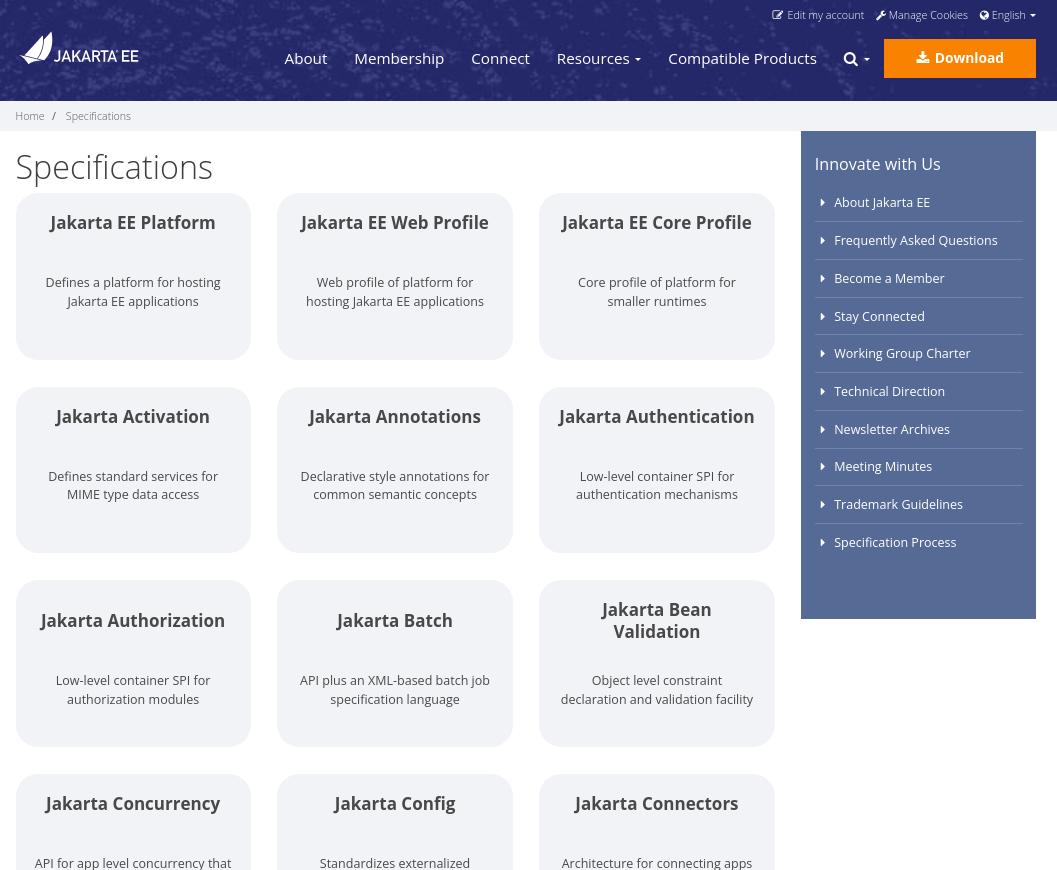 Edit my account
Manage Cookies
English
JAKARTA EE
About
Membership
Connect
Resources
Compatible Products
Download
Home / Specifications
Specifications
Jakarta EE Platform
Defines a platform for hosting
Jakarta EE applications
Jakarta EE Web Profile
Web profile of platform for
hosting Jakarta EE applications
Jakarta EE Core Profile
Core profile of platform for
smaller runtimes
Jakarta Activation
Defines standard services for
MIME type data access
Jakarta Annotations
Declarative style annotations for
common semantic concepts
Jakarta Authentication
Low-level container SPI for
authentication mechanisms
Jakarta Authorization
Low-level container SPI for
authorization modules
Jakarta Batch
API plus an XML-based batch job
specification language
Jakarta Bean
Validation
Object level constraint
declaration and validation facility
Jakarta Concurrency
API for app level concurrency that
Jakarta Config
Standardizes externalized
Jakarta Connectors
Architecture for connecting apps
Innovate with Us
About Jakarta EE
Frequently Asked Questions
Become a Member
Stay Connected
Working Group Charter
Technical Direction
Newsletter Archives
Meeting Minutes
Trademark Guidelines
Specification Process